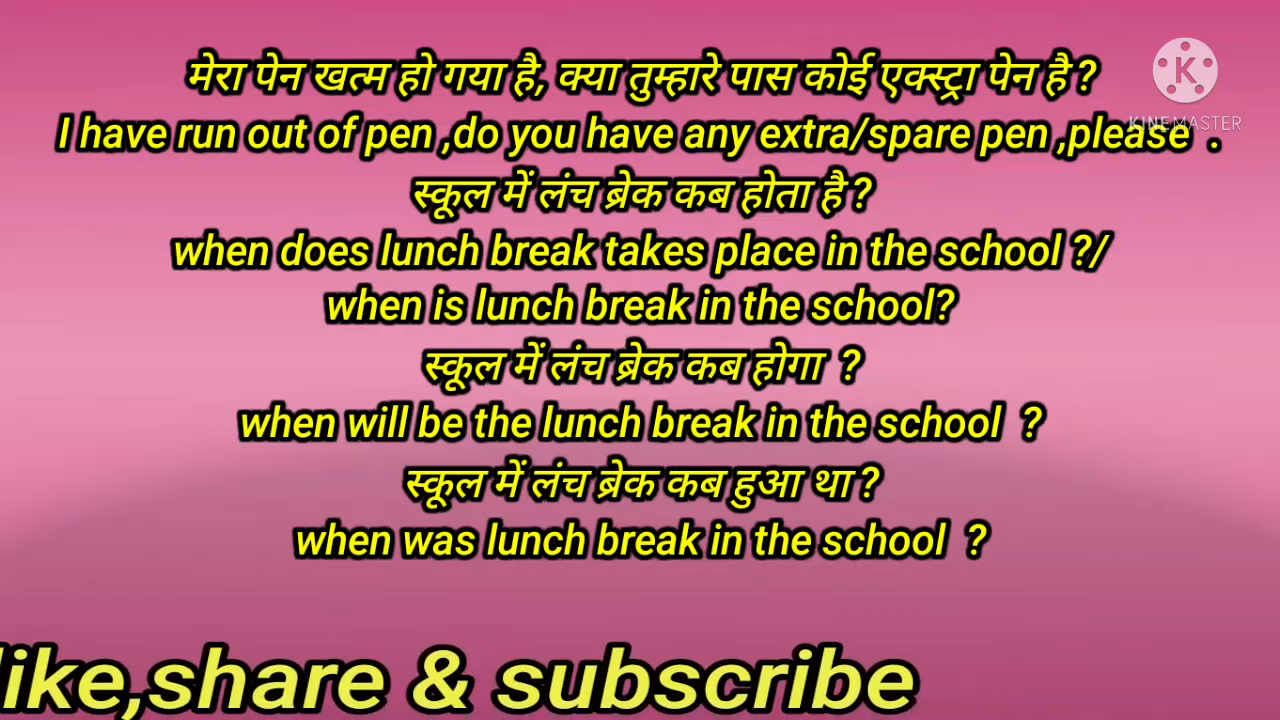 मेरा पेन खत्म हो गया है, क्या तुम्हारे पास कोई एक्स्ट्रा पेन है ?
I have run out of pen ,do you have any extra/spare pen ,please .
KINEMASTER
स्कूल में लंच ब्रेक कब होता है ?
when does lunch break takes place in the school ?/
when is lunch break in the school?
स्कूल में लंच ब्रेक कब होगा ?
when will be the lunch break in the school ?
स्कूल में लंच ब्रेक कब हुआ था ?
when was lunch break in the school ?
like,share & subscribe